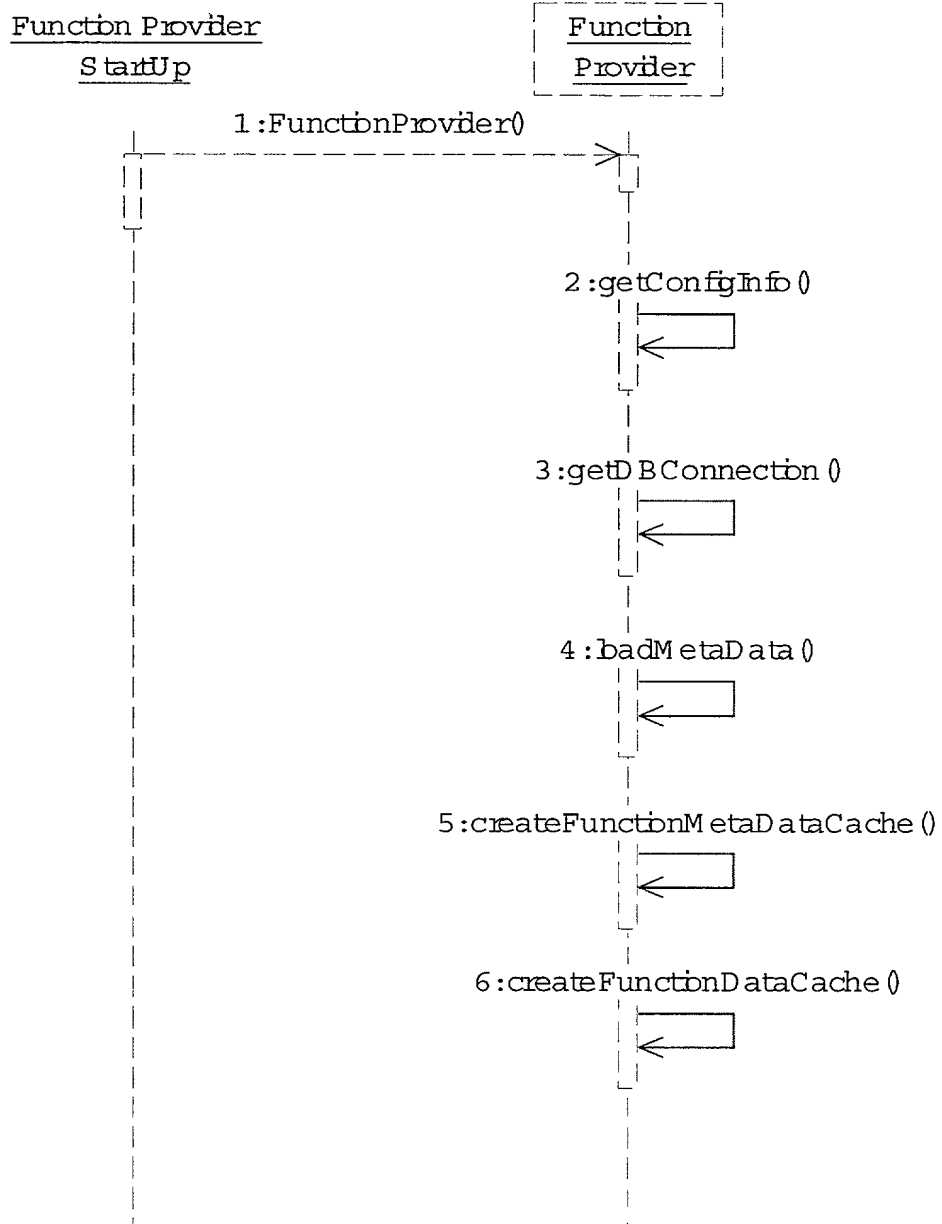 Function Provider
StartUp
Function
Provider
1:FunctionProvider()
2:getConfigInfo()
3:getDBConnection()
4:loadMetaData()
5:createFunctionMetaDataCache()
6:createFunctionDataCache()